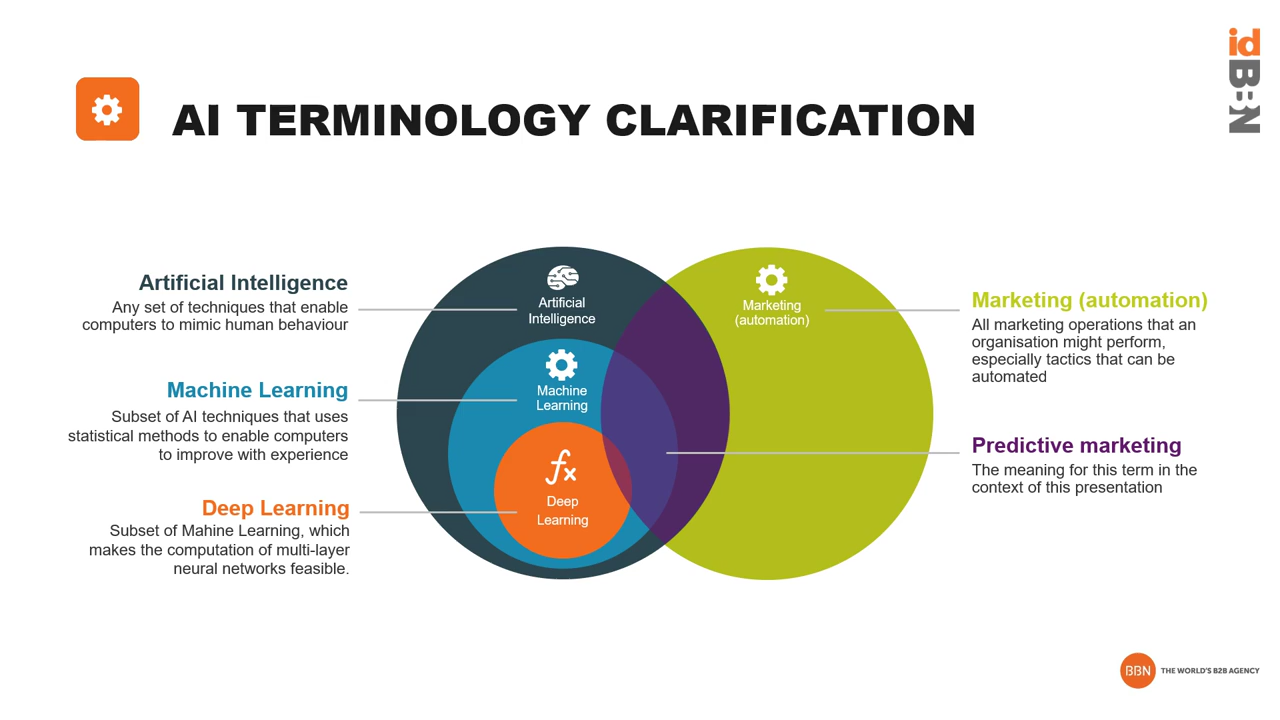 id
BBN
AI TERMINOLOGY CLARIFICATION
Artificial Intelligence
Any set of techniques that enable
computers to mimic human behaviour
Machine Learning
Subset of AI techniques that uses
statistical methods to enable computers
to improve with experience
Deep Learning
Subset of Mahine Learning, which
makes the computation of multi-layer
neural networks feasible.
Artificial
Intelligence
Machine
Learning
fx
Deep
Learning
Marketing
(automation)
Marketing (automation)
All marketing operations that an
organisation might perform,
especially tactics that can be
automated
Predictive marketing
The meaning for this term in the
context of this presentation
BBN THE WORLD'S B2B AGENCY